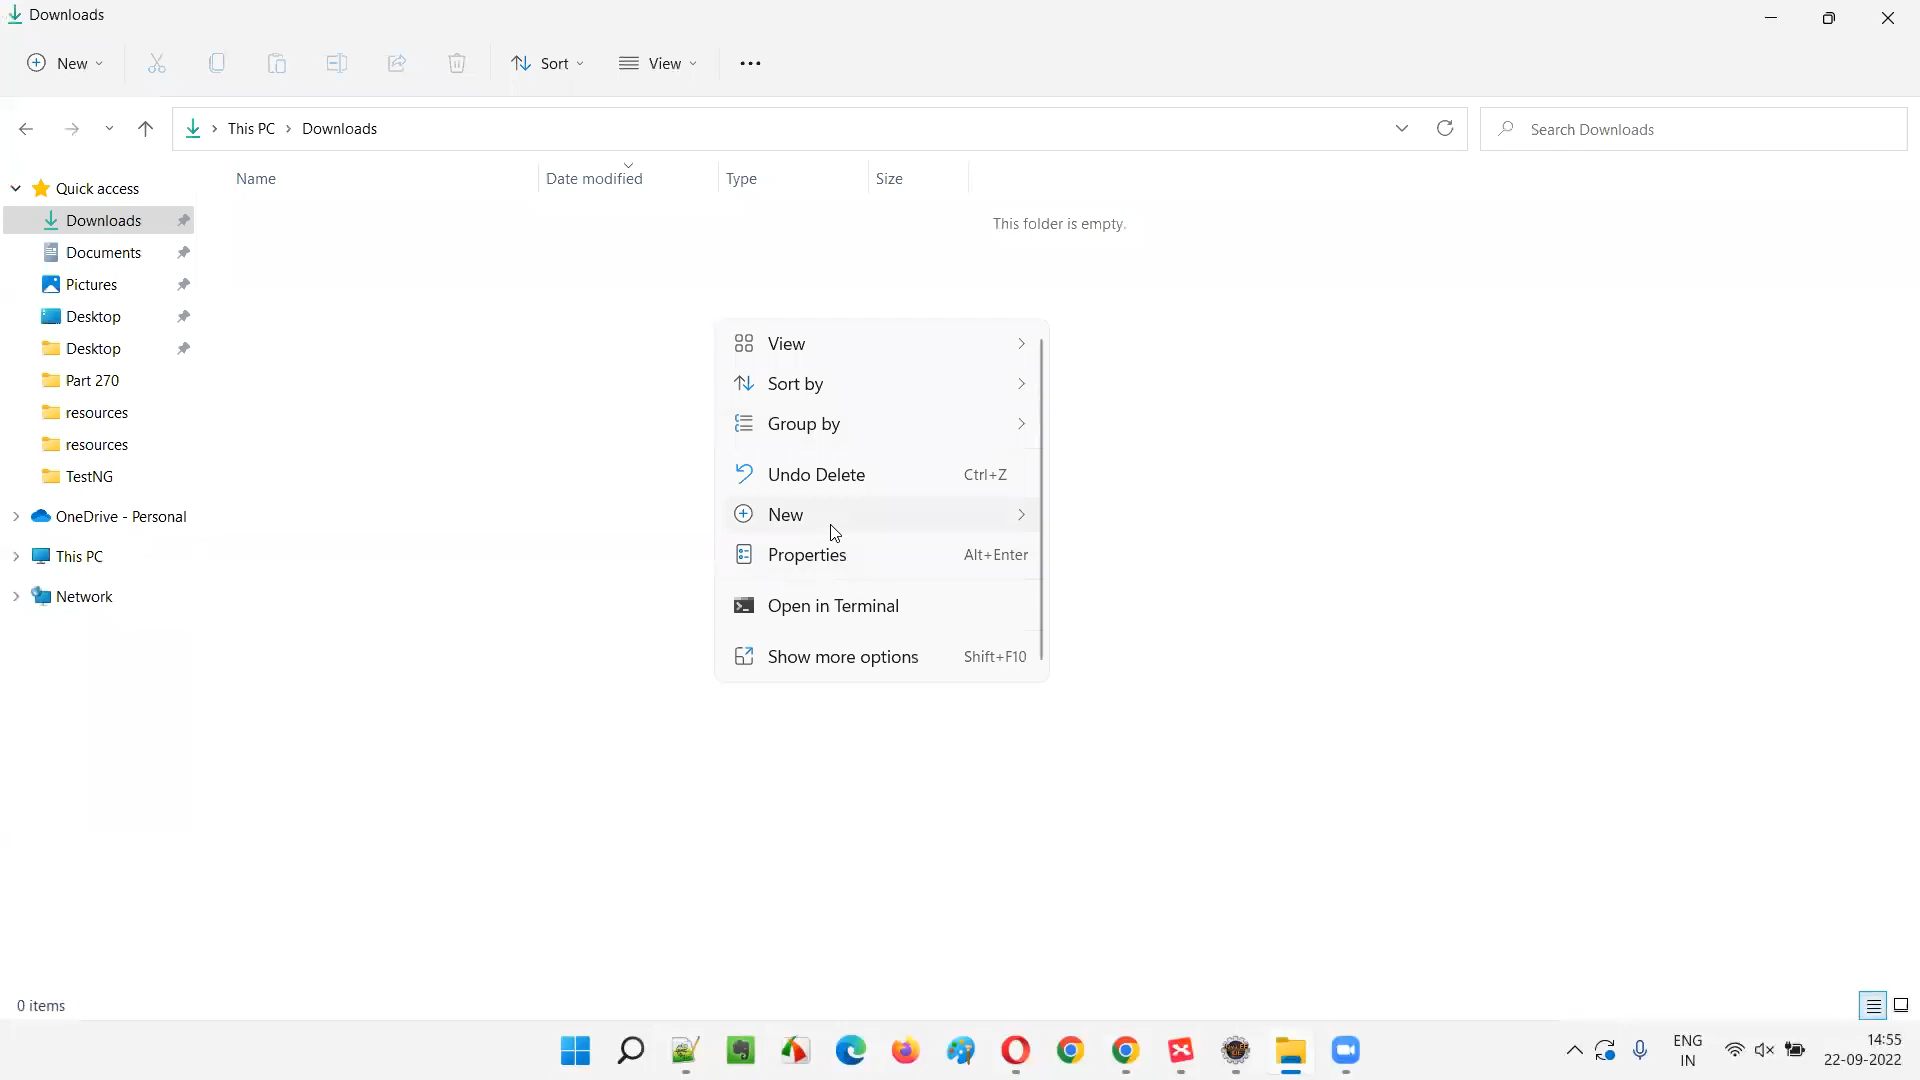 Downloads
New
Sort
View
This PC
Downloads
Search Downloads
Name
Date modified
Type
Size
Quick access
This folder is empty.
Downloads
Documents
Pictures
Desktop
Desktop
Part 270
resources
resources
TestNG
OneDrive - Personal
This PC
Network
View
Sort by
Group by
Undo Delete Ctrl+Z
New
Properties Alt+Enter
Open in Terminal
Show more options Shift+F10
0 items
ENG
IN
14:55
22-09-2022